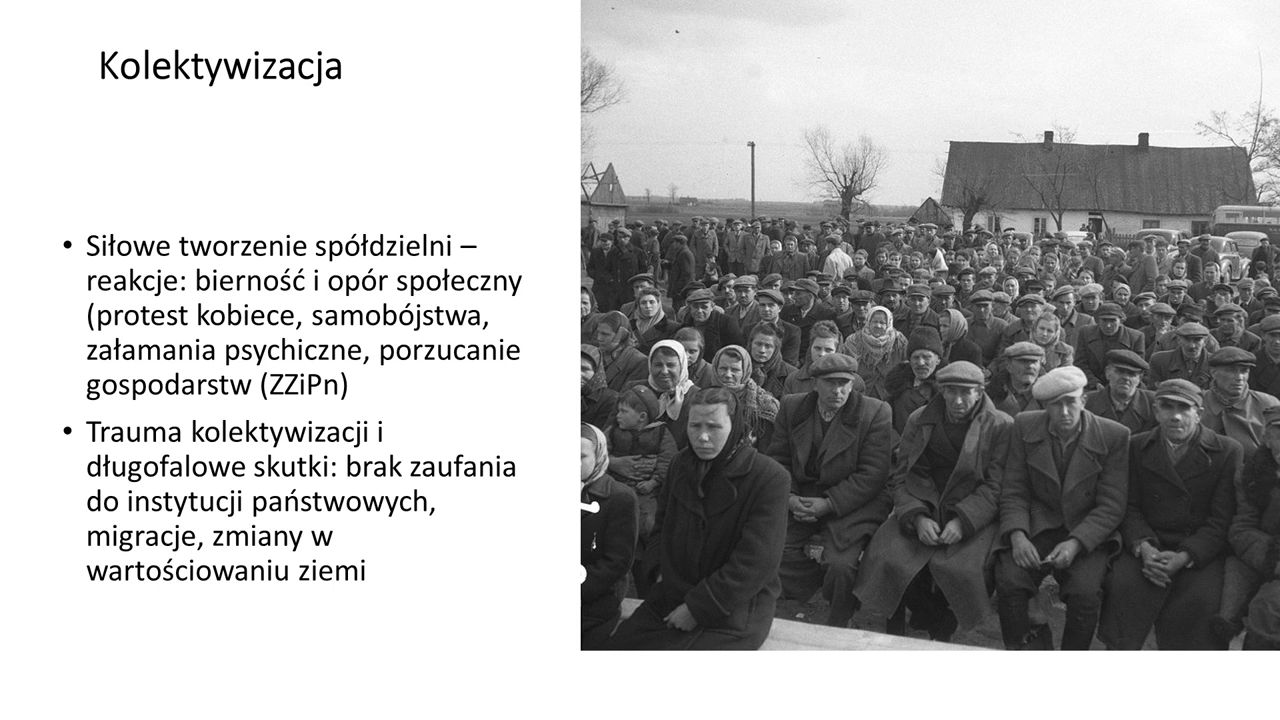 Kolektywizacja
• Siłowe tworzenie spółdzielni –
reakcje: bierność i opór społeczny
(protest kobiece, samobójstwa,
załamania psychiczne, porzucanie
gospodarstw (ZZiPn)
• Trauma kolektywizacji i
długofalowe skutki: brak zaufania
do instytucji państwowych,
migracje, zmiany w
wartościowaniu ziemi